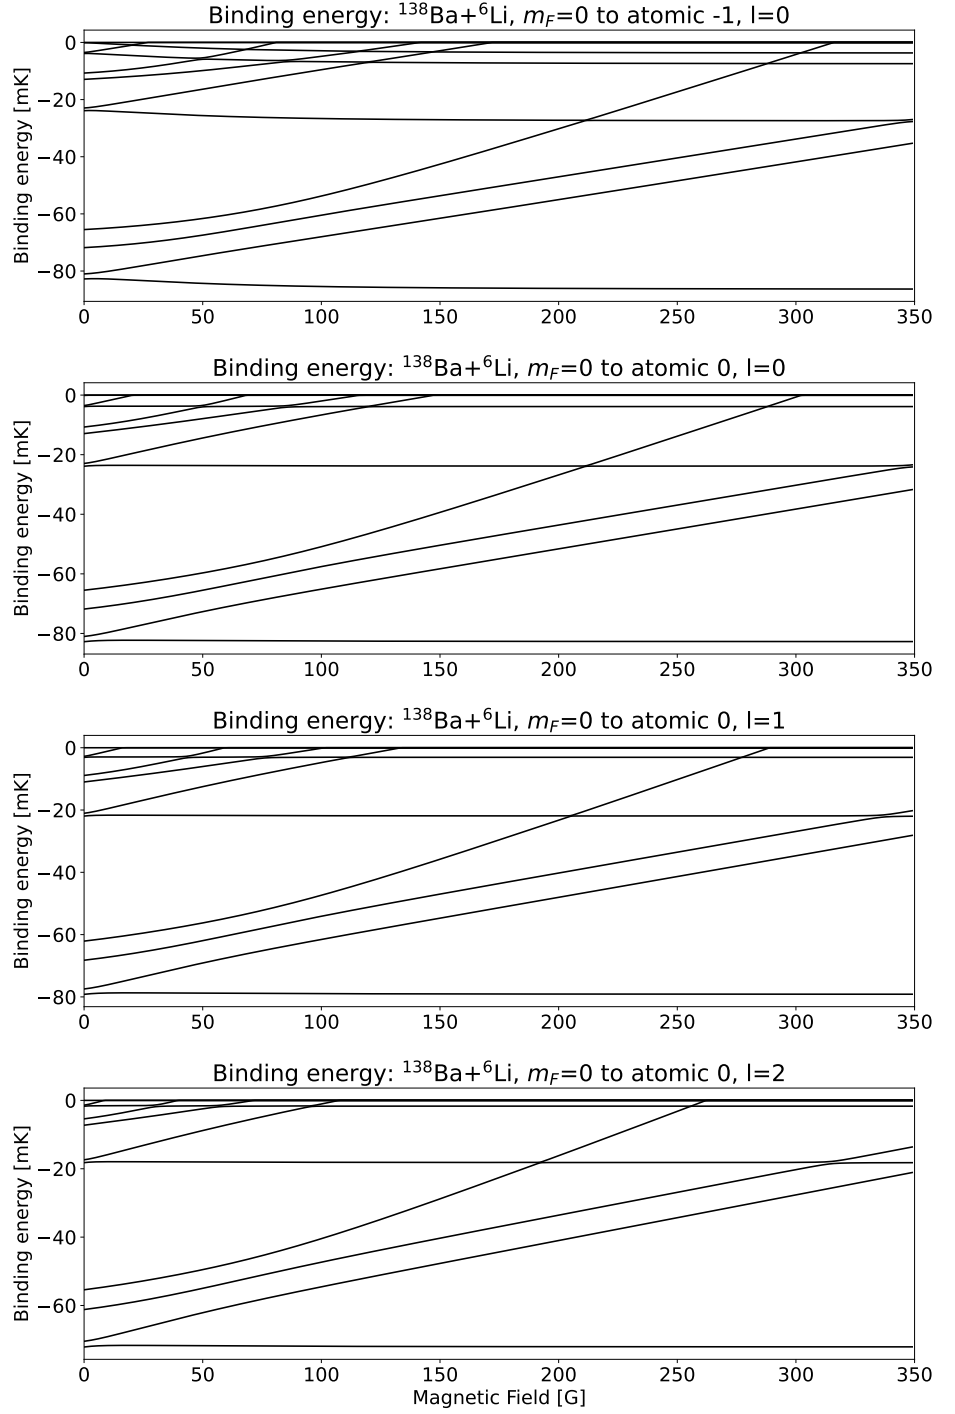 Binding energy: ¹³⁸Ba+⁶Li, m_F=0 to atomic -1, l=0
Binding energy [mK]
0
−20
−40
−60
−80
0 50 100 150 200 250 300 350
Binding energy: ¹³⁸Ba+⁶Li, m_F=0 to atomic 0, l=0
Binding energy [mK]
0
−20
−40
−60
−80
0 50 100 150 200 250 300 350
Binding energy: ¹³⁸Ba+⁶Li, m_F=0 to atomic 0, l=1
Binding energy [mK]
0
−20
−40
−60
−80
0 50 100 150 200 250 300 350
Binding energy: ¹³⁸Ba+⁶Li, m_F=0 to atomic 0, l=2
Binding energy [mK]
0
−20
−40
−60
0 50 100 150 200 250 300 350
Magnetic Field [G]